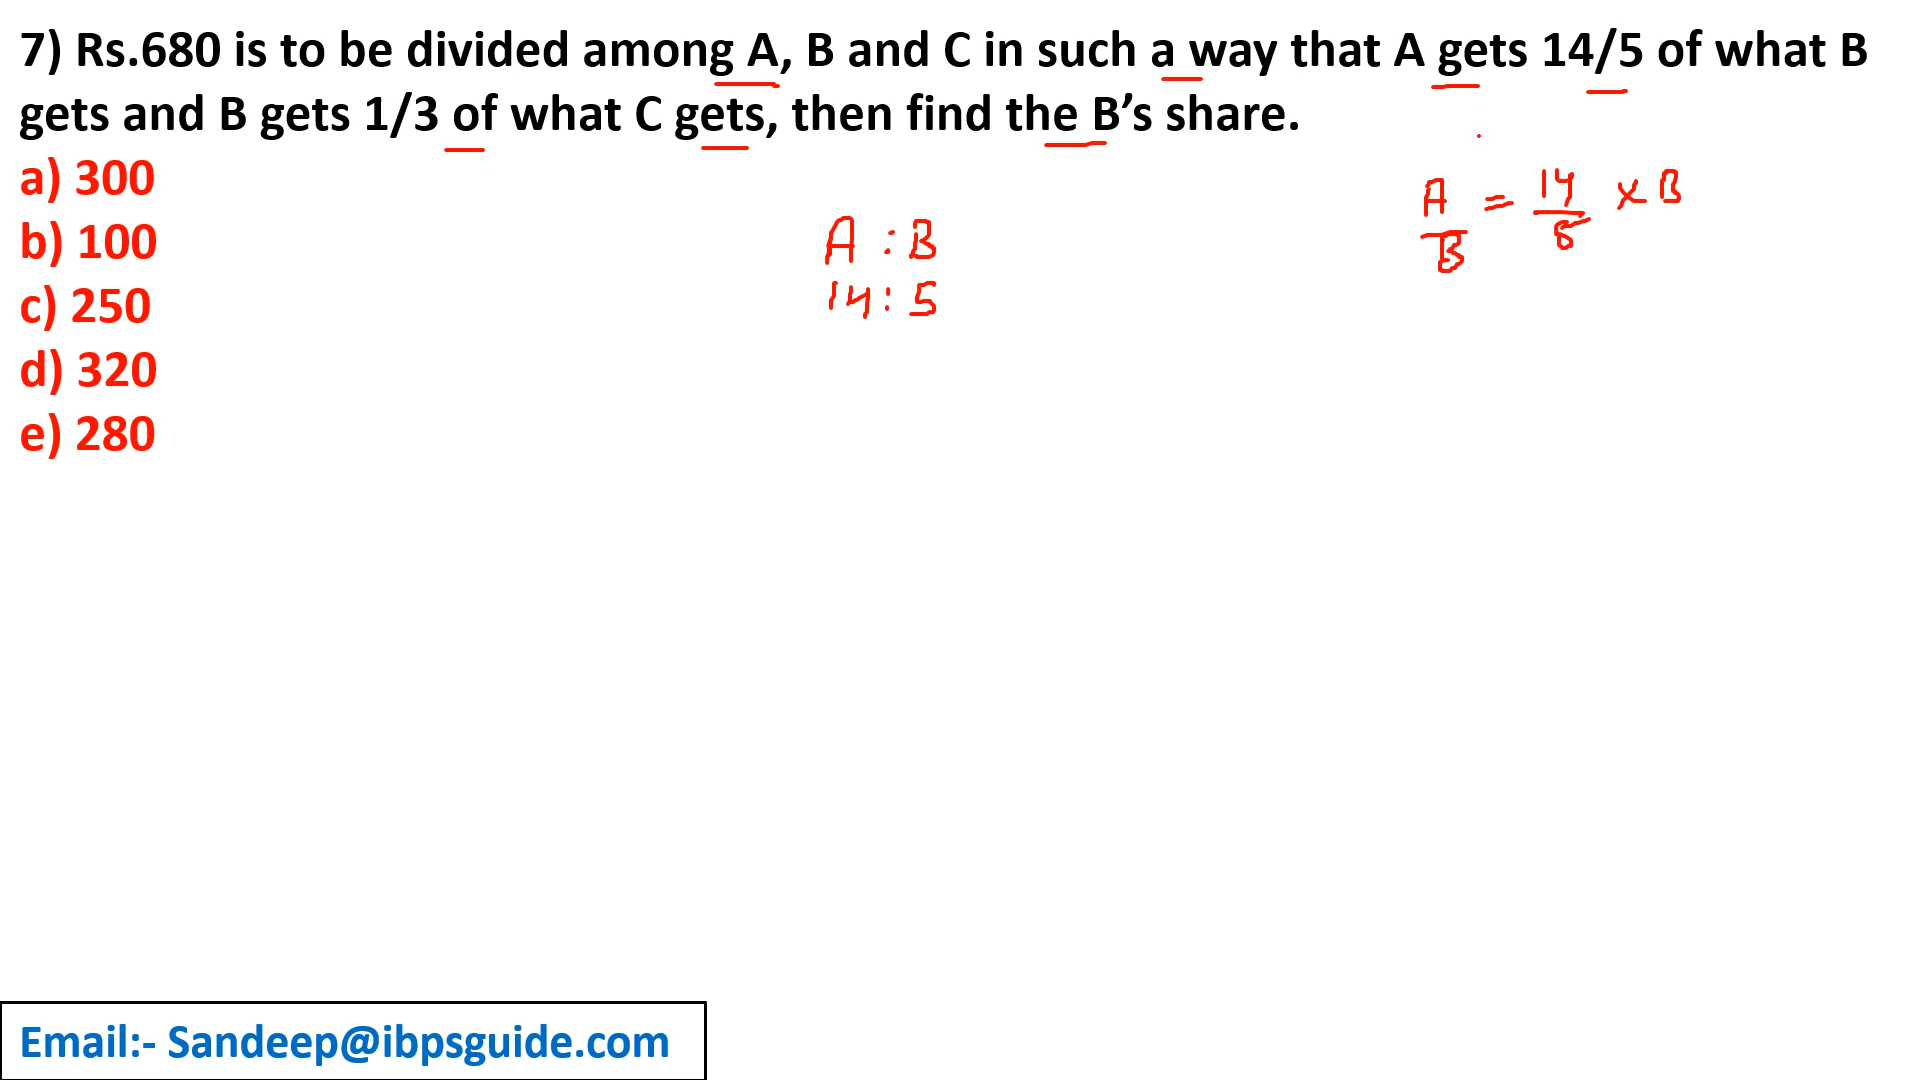 7) Rs.680 is to be divided among A, B and C in such a way that A gets 14/5 of what B
gets and B gets 1/3 of what C gets, then find the B’s share.
a) 300
b) 100
c) 250
d) 320
e) 280
A : B
14 : 5
A/B = 14/5 × B
Email:- Sandeep@ibpsguide.com